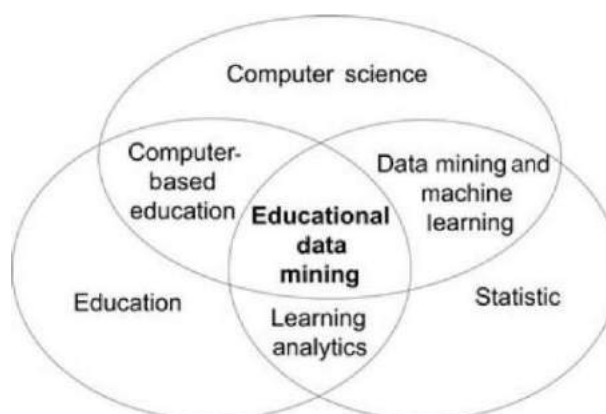 Computer science
Computer-
based
education
Data mining and
machine
learning
Educational
data
mining
Education
Statistic
Learning
analytics